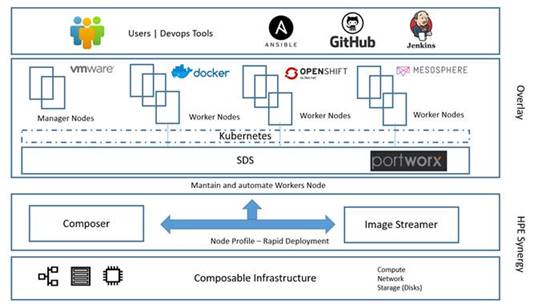 Users | Devops Tools
ANSIBLE
GitHub
Jenkins
vmware
docker
OPENSHIFT
MESOSPHERE
Manager Nodes
Worker Nodes
Worker Nodes
Worker Nodes
Kubernetes
SDS
portworx
Overlay
Mantain and automate Workers Node
Composer
Image Streamer
Node Profile – Rapid Deployment
HPE Synergy
Composable Infrastructure
Compute
Network
Starage (Disks)